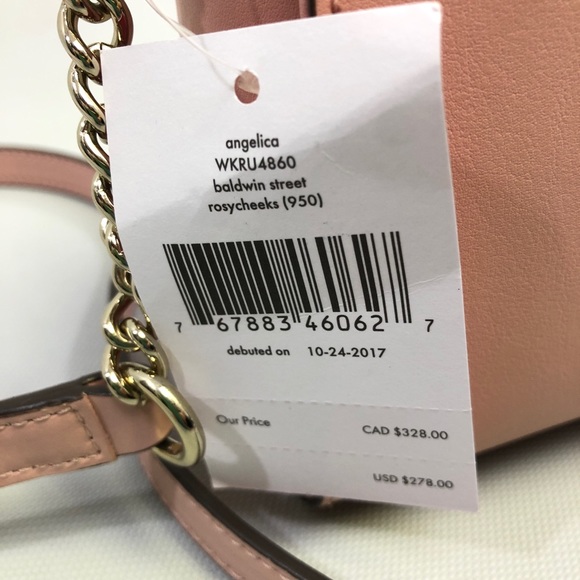 angelica
WKRU4860
baldwin street
rosycheeks (950)
7 67883 46062 7
debuted on 10-24-2017
Our Price CAD $328.00
USD $278.00